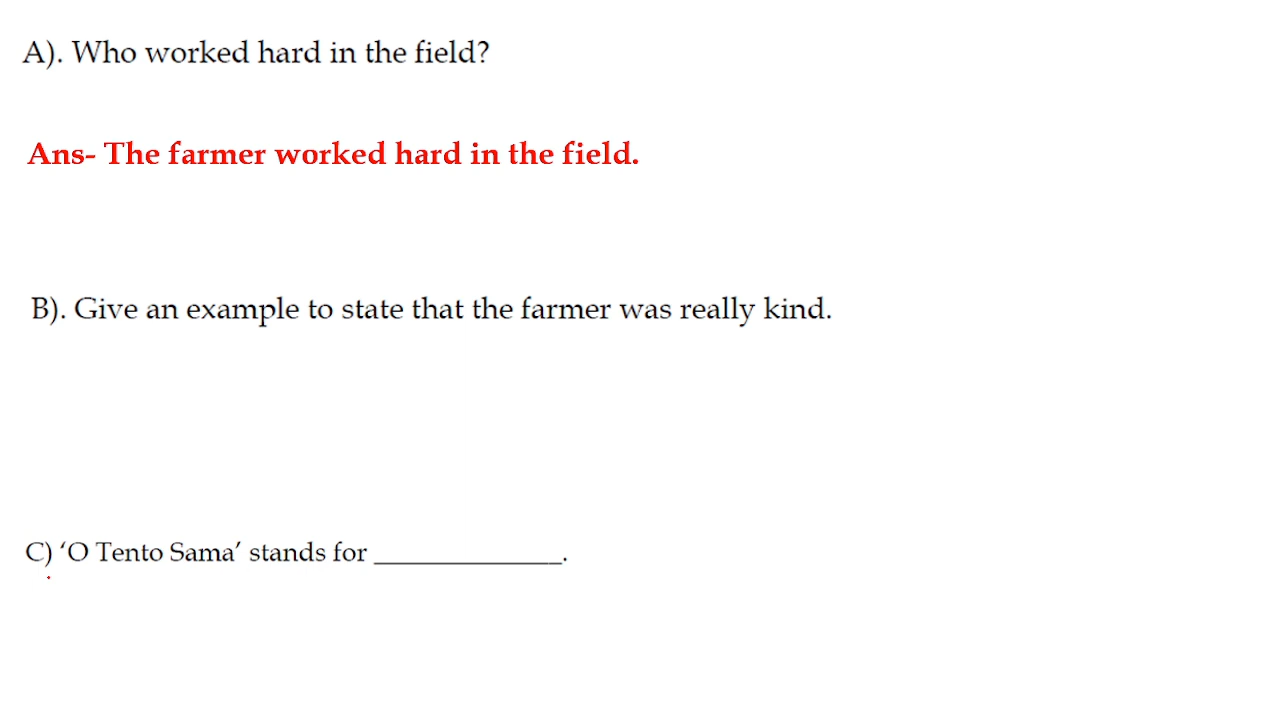 A). Who worked hard in the field?
Ans- The farmer worked hard in the field.
B). Give an example to state that the farmer was really kind.
C) ‘O Tento Sama’ stands for ______________.